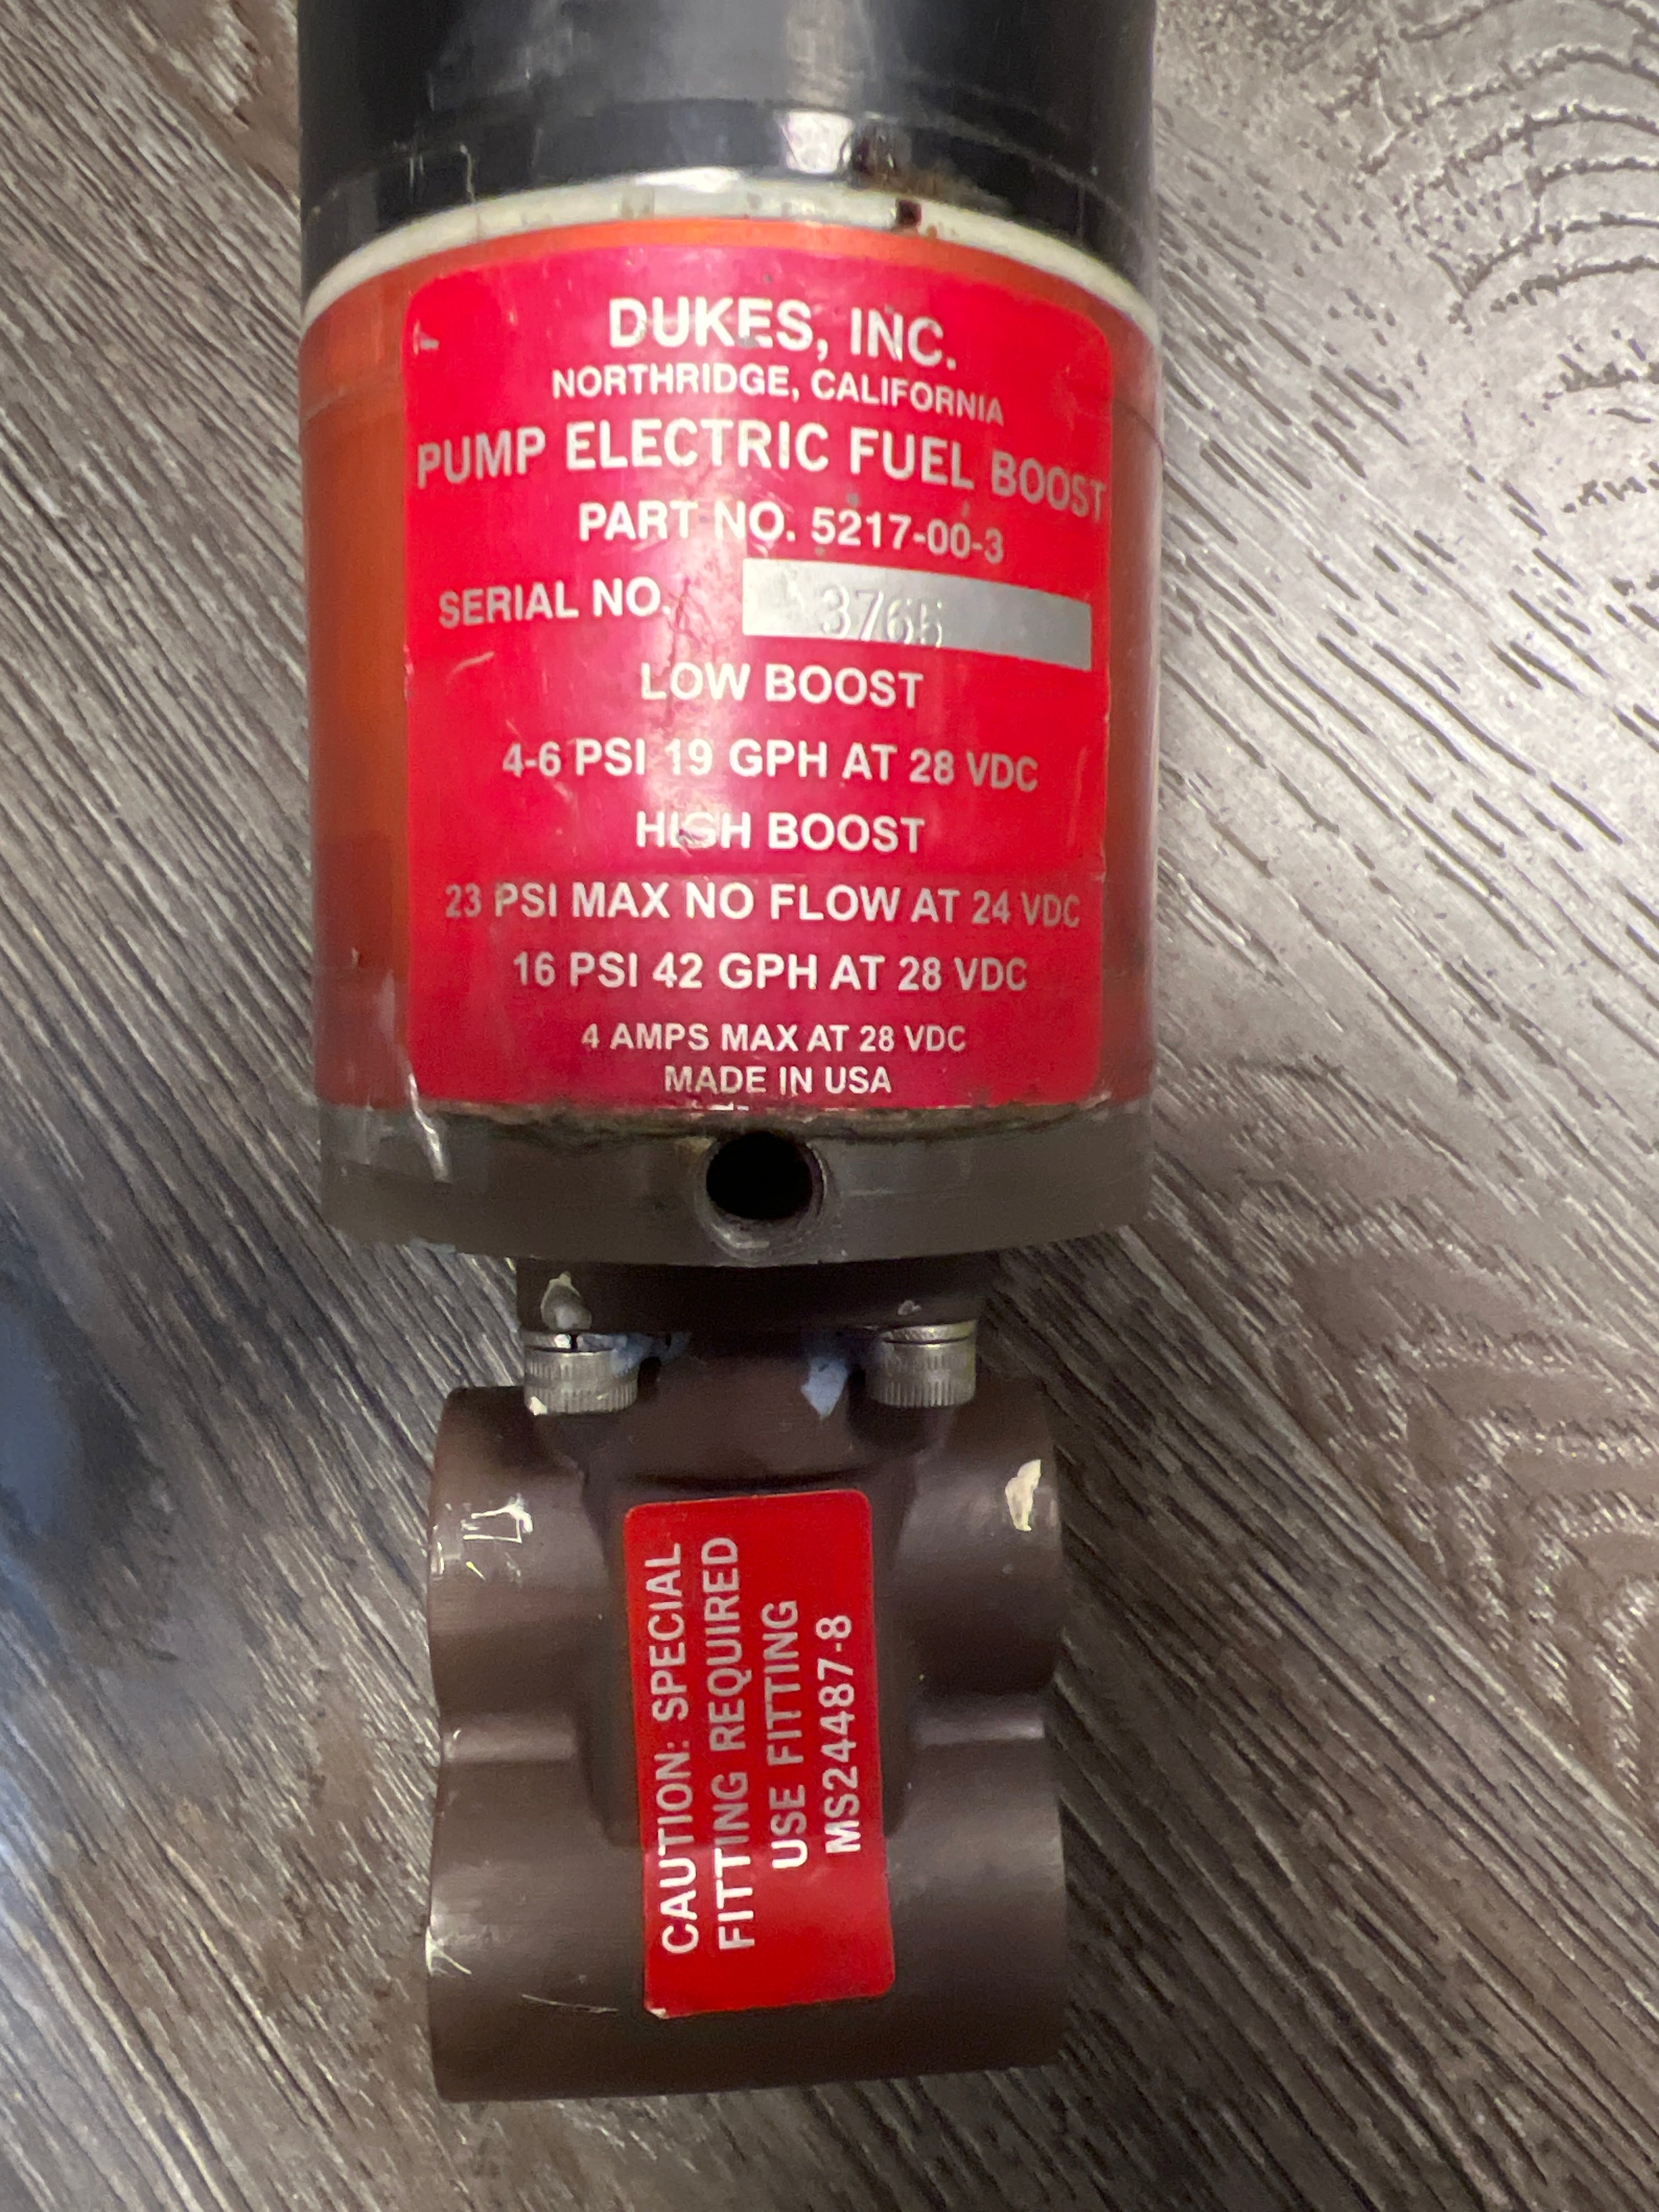 DUKES, INC.
NORTHRIDGE, CALIFORNIA
PUMP ELECTRIC FUEL BOOST
PART NO. 5217-00-3
SERIAL NO. 3765
LOW BOOST
4-6 PSI 19 GPH AT 28 VDC
HIGH BOOST
23 PSI MAX NO FLOW AT 24 VDC
16 PSI 42 GPH AT 28 VDC
4 AMPS MAX AT 28 VDC
MADE IN USA
CAUTION: SPECIAL
FITTING REQUIRED
USE FITTING
MS24487-8